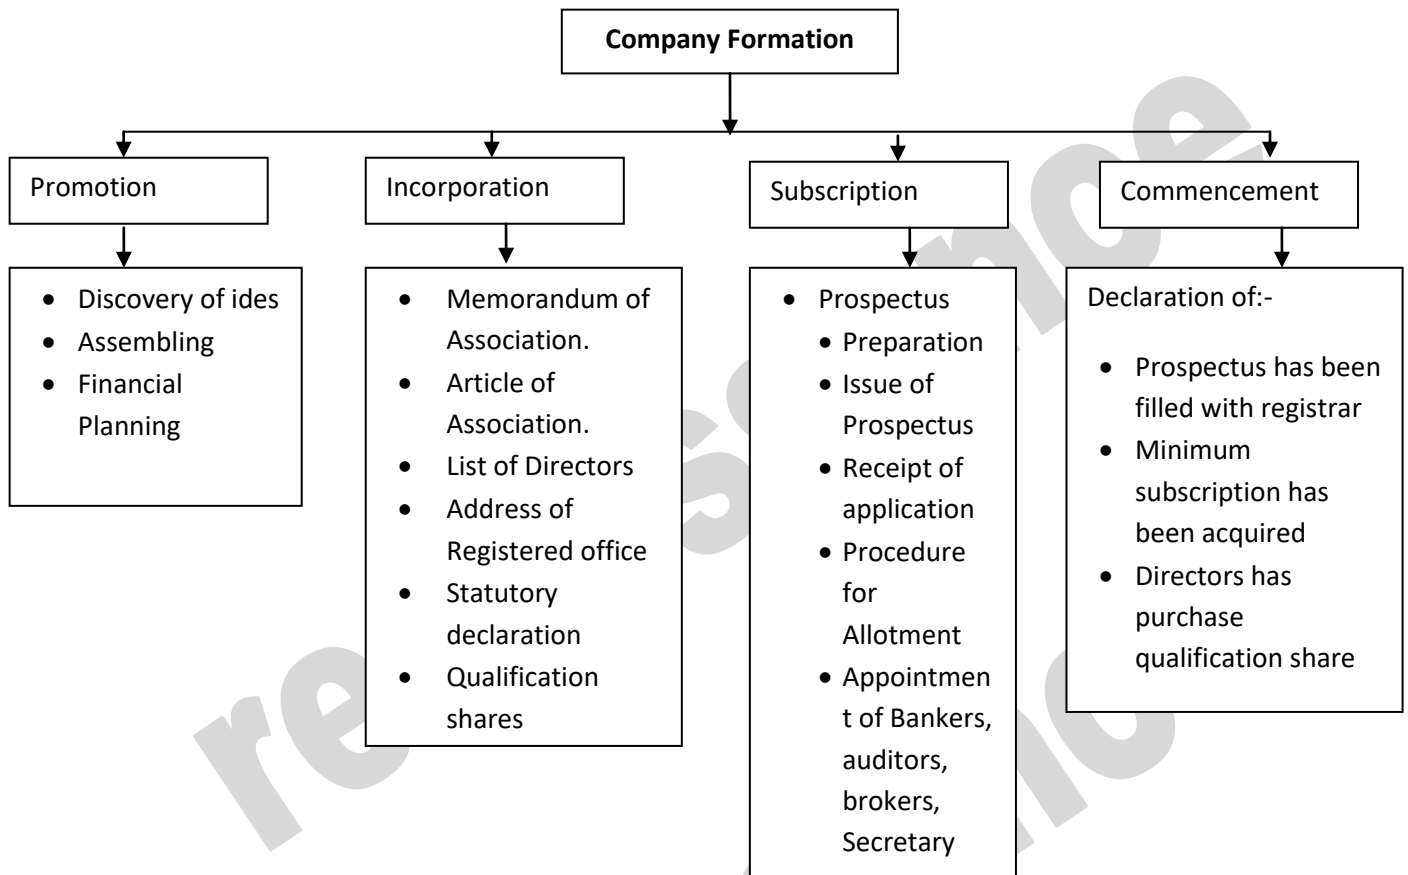 Company Formation
Promotion
Incorporation
Subscription
Commencement
Discovery of ides
Assembling
Financial
Planning
Memorandum of
Association.
Article of
Association.
List of Directors
Address of
Registered office
Statutory
declaration
Qualification
shares
Prospectus
Preparation
Issue of
Prospectus
Receipt of
application
Procedure
for
Allotment
Appointmen
t of Bankers,
auditors,
brokers,
Secretary
Declaration of:-
Prospectus has been
filled with registrar
Minimum
subscription has
been acquired
Directors has
purchase
qualification share